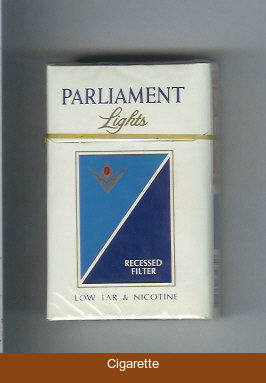 PARLIAMENT
Lights
RECESSED
FILTER
LOW TAR & NICOTINE
Cigarette